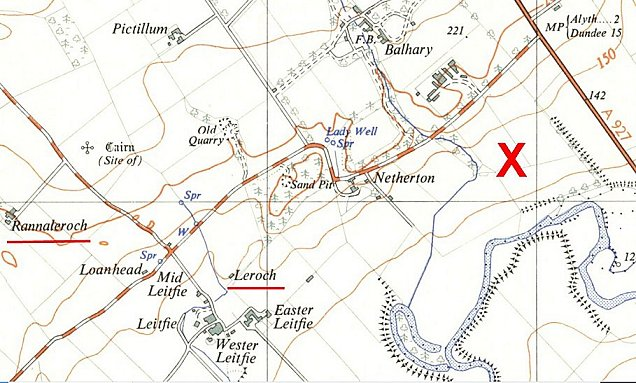 MP { Alyth.... 2
Dundee 15
Pictillum
221.
F.B.
Balhary
150
142
A 927
Old
Quarry
Lady Well
Spr
Cairn
(Site of)
Sand Pit
Netherton
X
Spr
Rannaleroch
W
Spr
Loanhead
Mid
Leitfie
Leroch
12
Leitfie
Easter
Leitfie
Wester
Leitfie